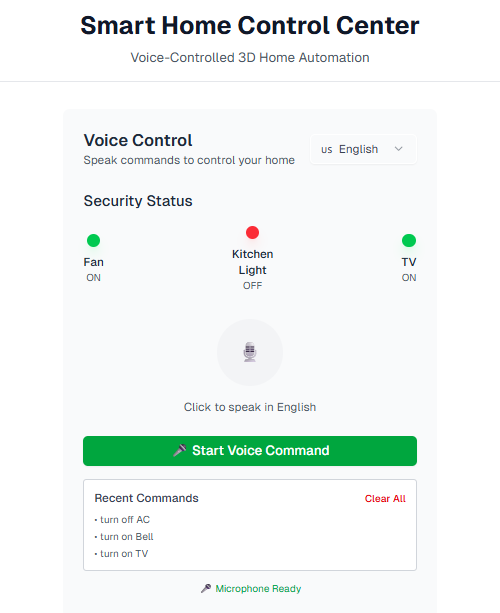 Smart Home Control Center
Voice-Controlled 3D Home Automation
Voice Control
Speak commands to control your home
us English
Security Status
Fan
ON
Kitchen
Light
OFF
TV
ON
Click to speak in English
Start Voice Command
Recent Commands
Clear All
• turn off AC
• turn on Bell
• turn on TV
Microphone Ready